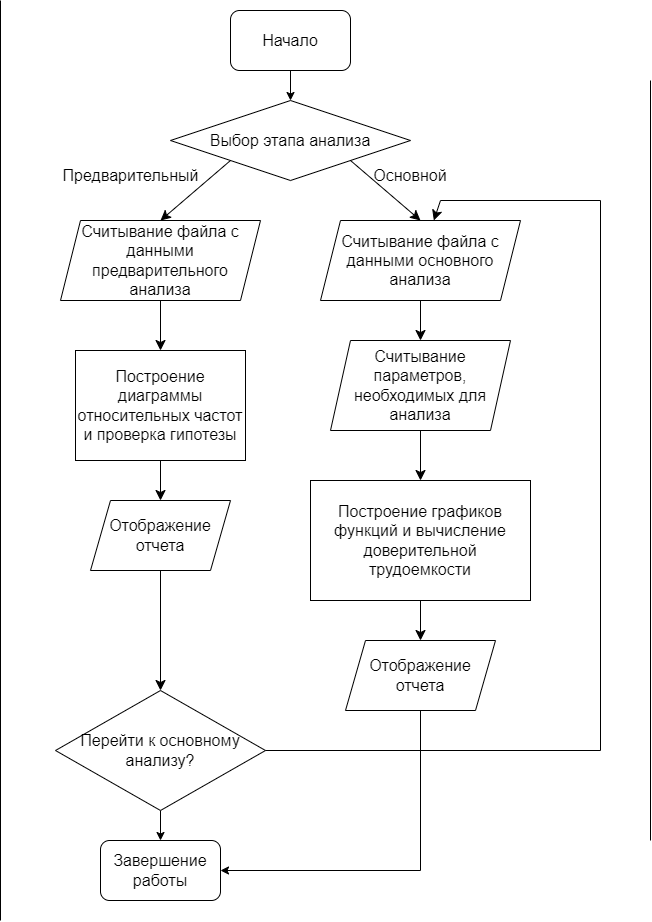 Начало
Выбор этапа анализа
Предварительный
Основной
Считывание файла с
данными
предварительного
анализа
Считывание файла с
данными основного
анализа
Считывание
параметров,
необходимых для
анализа
Построение
диаграммы
относительных частот
и проверка гипотезы
Построение графиков
функций и вычисление
доверительной
трудоемкости
Отображение
отчета
Отображение
отчета
Перейти к основному
анализу?
Завершение
работы